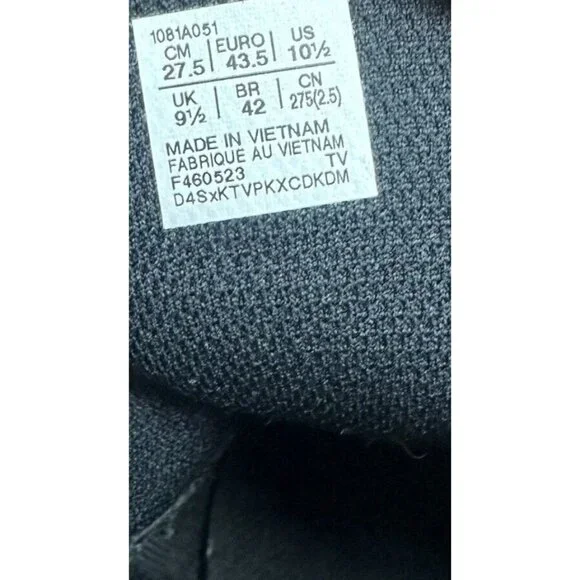 1081A051
CM 27.5 EURO 43.5 US 10½
UK 9½ BR 42 CN 275(2.5)
MADE IN VIETNAM
FABRIQUE AU VIETNAM
F460523 TV
D4SxKTVPKXCDKDM